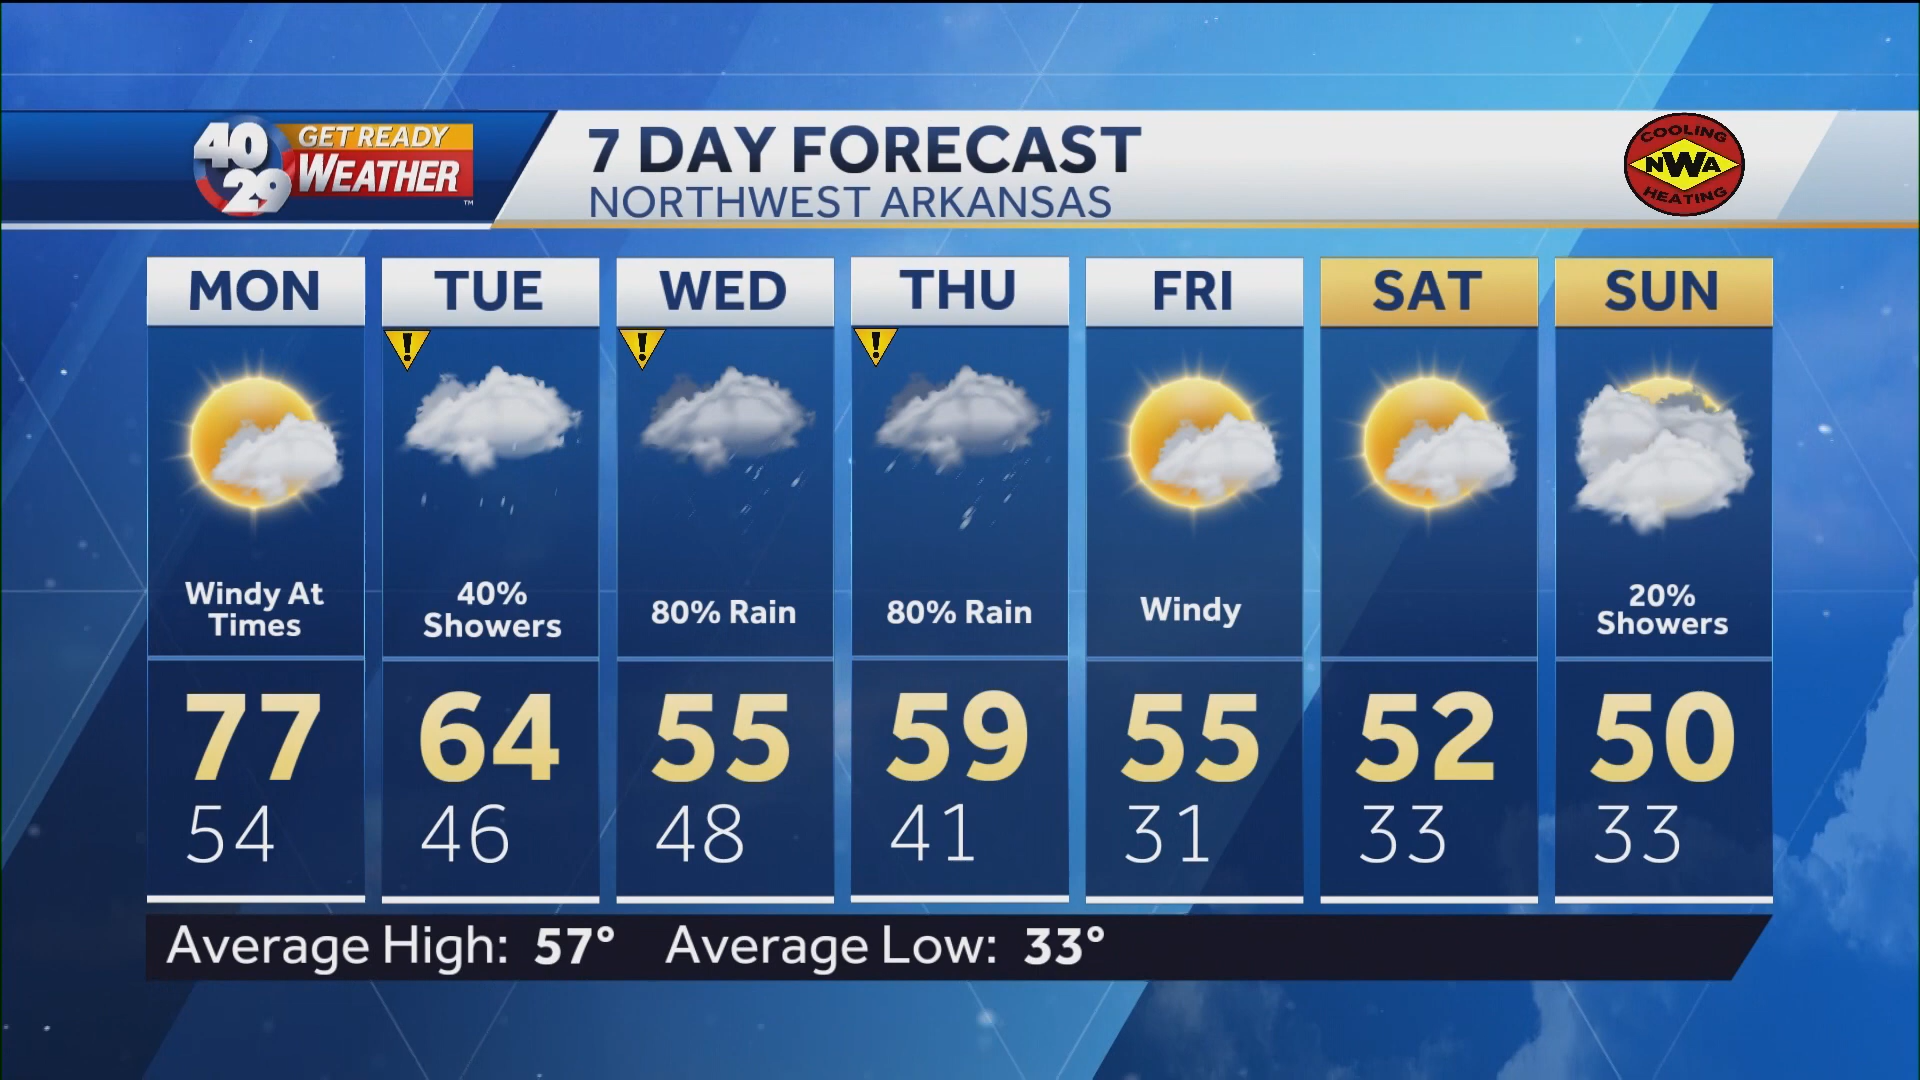 40
29
GET READY
WEATHER
™
7 DAY FORECAST
NORTHWEST ARKANSAS
COOLING
NWA
HEATING
MON
TUE
WED
THU
FRI
SAT
SUN
!
!
!
Windy At
Times
40%
Showers
80% Rain
80% Rain
Windy
20%
Showers
77
64
55
59
55
52
50
54
46
48
41
31
33
33
Average High: 57° Average Low: 33°